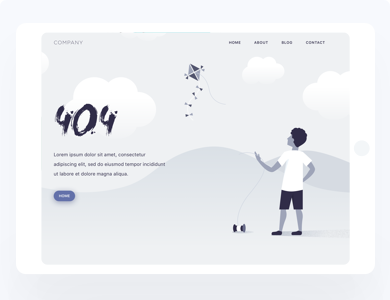 COMPANY
HOME ABOUT BLOG CONTACT
404
Lorem ipsum dolor sit amet, consectetur
adipiscing elit, sed do eiusmod tempor incididunt
ut labore et dolore magna aliqua.
HOME